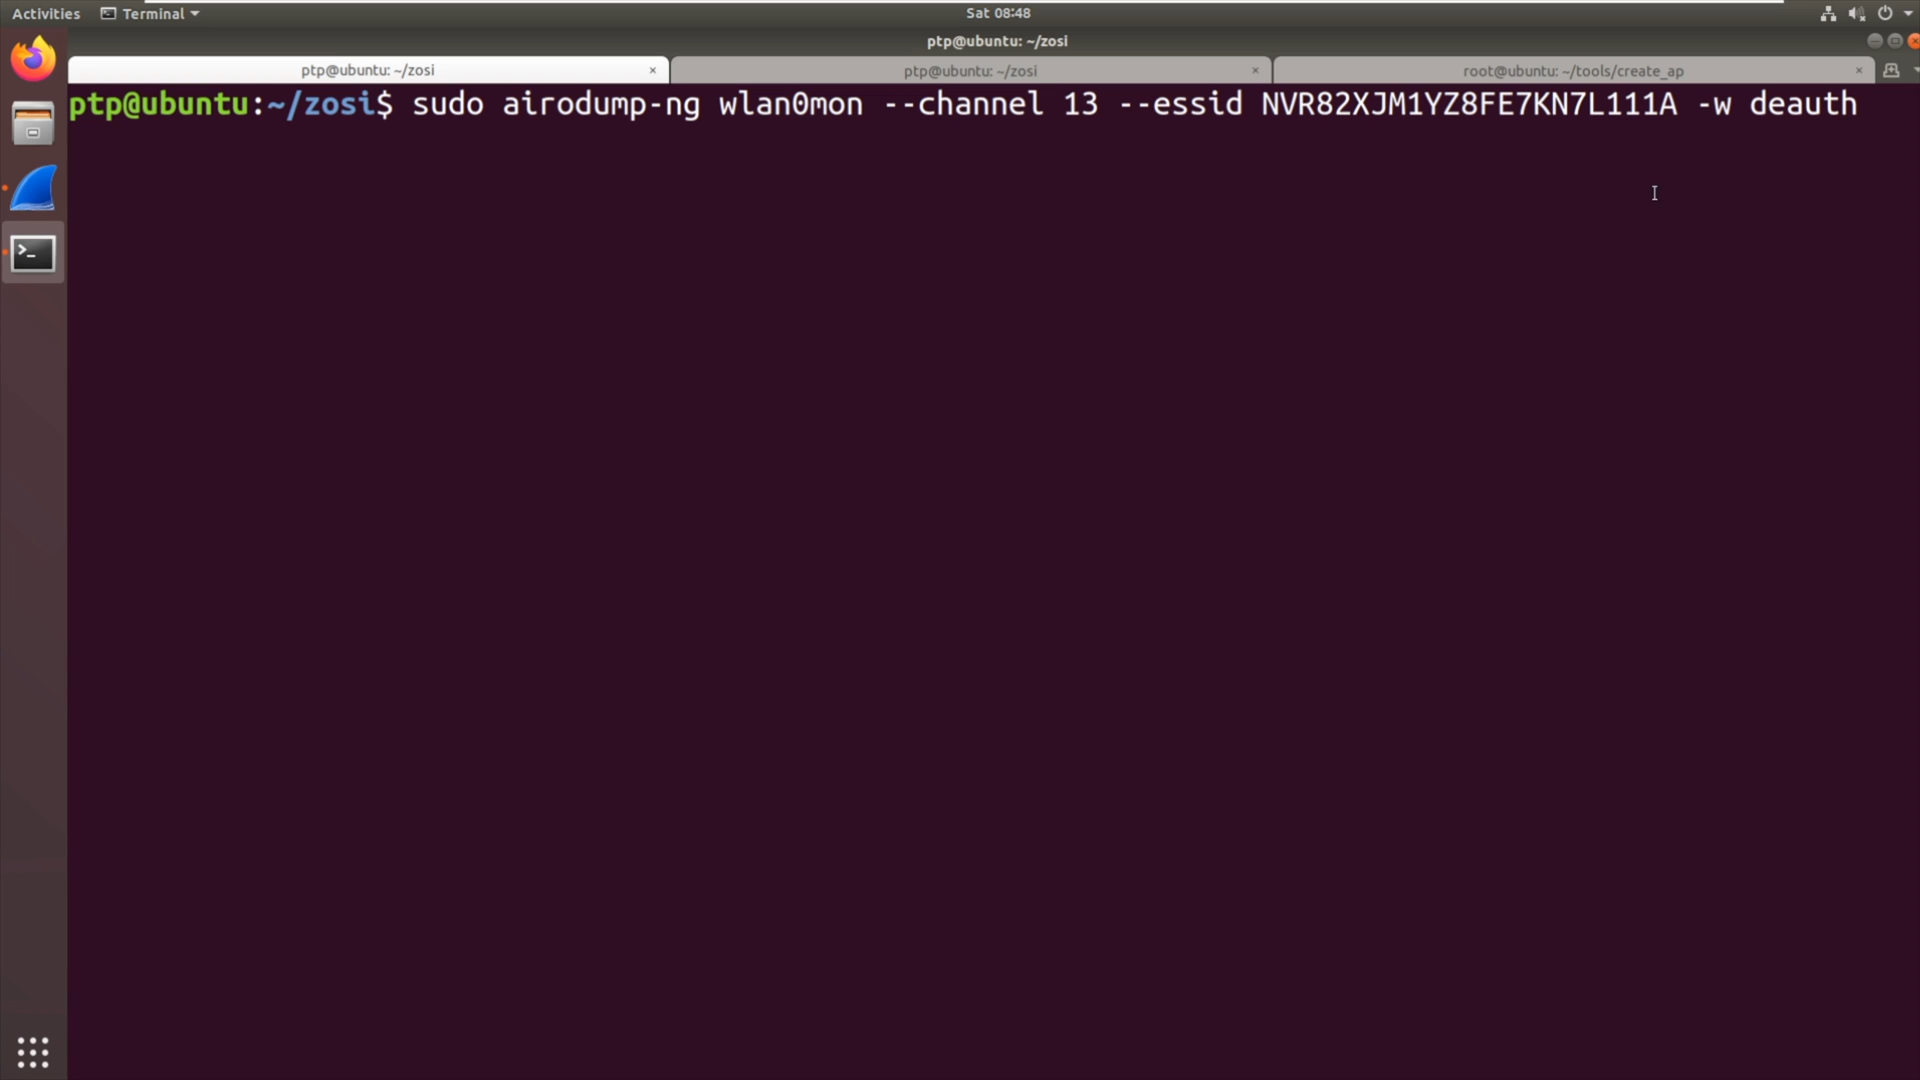 Activities Terminal Sat 08:48
ptp@ubuntu: ~/zosi
ptp@ubuntu: ~/zosi × ptp@ubuntu: ~/zosi × root@ubuntu: ~/tools/create_ap ×
ptp@ubuntu:~/zosi$ sudo airodump-ng wlan0mon --channel 13 --essid NVR82XJM1YZ8FE7KN7L111A -w deauth